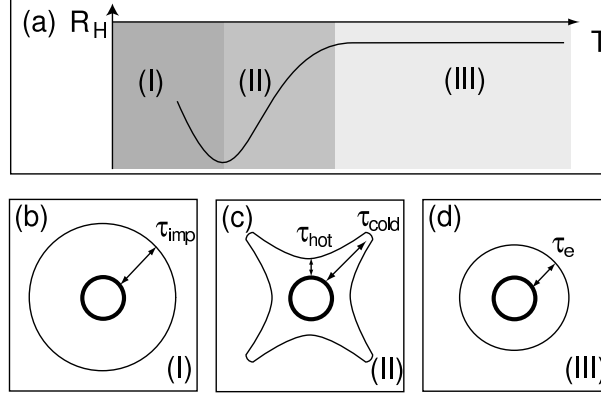 (a) R_H T
(I) (II) (III)
(b) τ_imp (I)
(c) τ_hot τ_cold (II)
(d) τ_e (III)